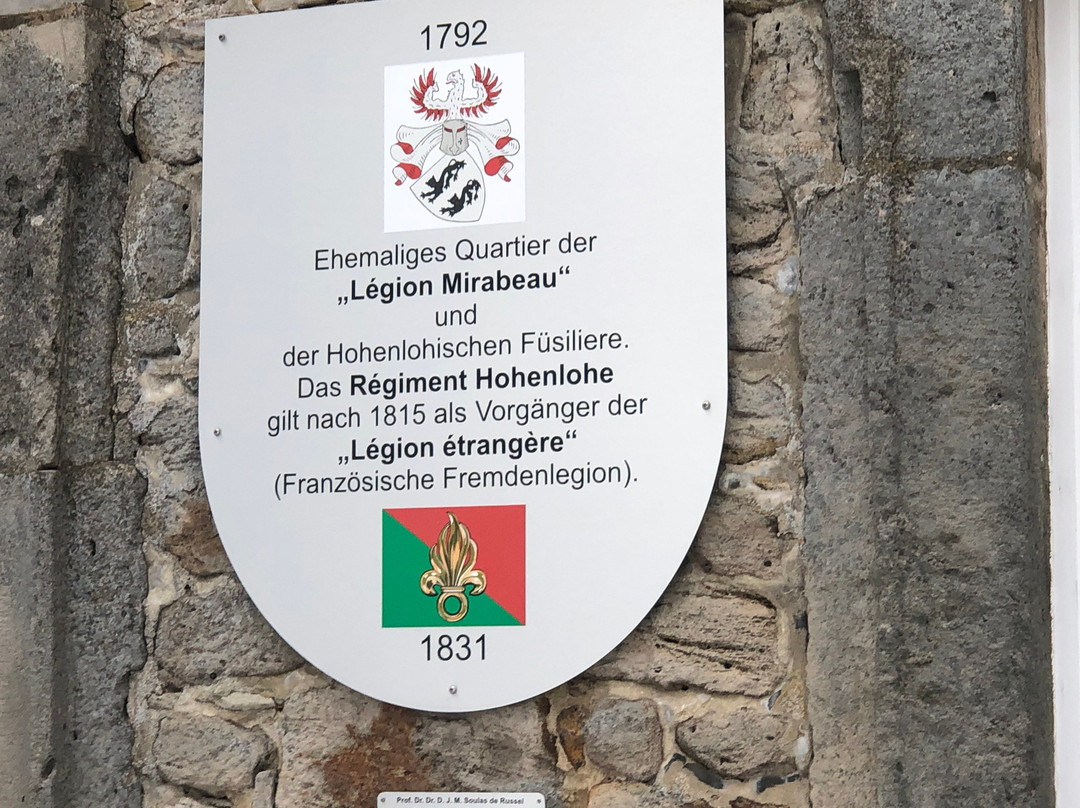 1792
Ehemaliges Quartier der
„Légion Mirabeau“
und
der Hohenlohischen Füsiliere.
Das Régiment Hohenlohe
gilt nach 1815 als Vorgänger der
„Légion étrangère“
(Französische Fremdenlegion).
1831
Prof. Dr. Dr. D. J. M. Soulas de Russel